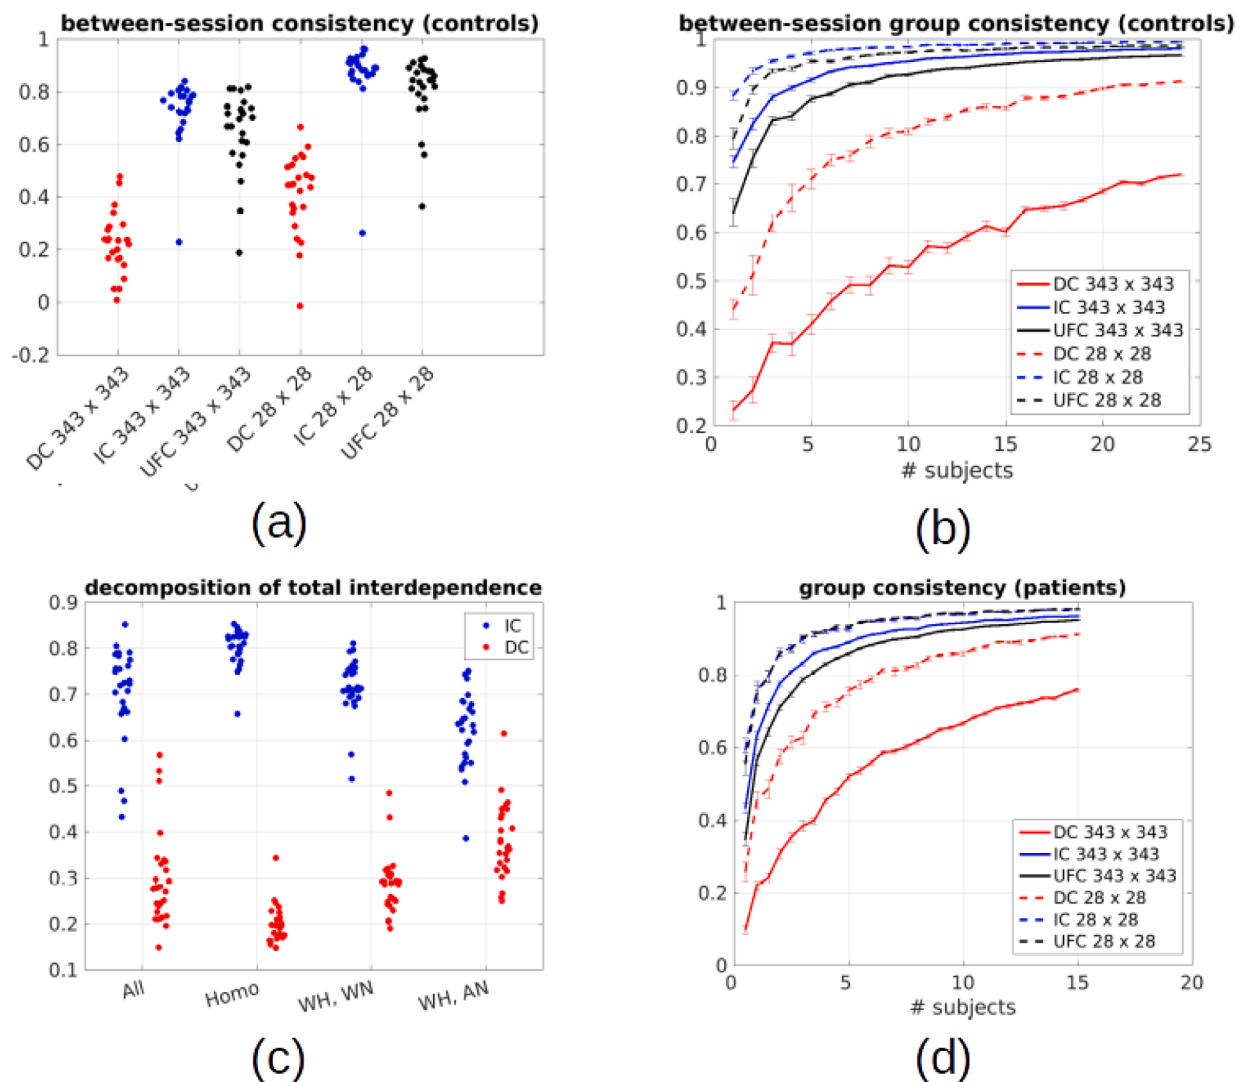 between-session consistency (controls)
1
0.8
0.6
0.4
0.2
0
-0.2
DC 343 x 343
IC 343 x 343
UFC 343 x 343
DC 28 x 28
IC 28 x 28
UFC 28 x 28
(a)
between-session group consistency (controls)
1
0.9
0.8
0.7
0.6
0.5
0.4
0.3
0.2
0
5
10
15
20
25
# subjects
DC 343 x 343
IC 343 x 343
UFC 343 x 343
DC 28 x 28
IC 28 x 28
UFC 28 x 28
(b)
decomposition of total interdependence
0.9
0.8
0.7
0.6
0.5
0.4
0.3
0.2
0.1
IC
DC
All
Homo
WH, WN
WH, AN
(c)
group consistency (patients)
1
0.8
0.6
0.4
0.2
0
0
5
10
15
20
# subjects
DC 343 x 343
IC 343 x 343
UFC 343 x 343
DC 28 x 28
IC 28 x 28
UFC 28 x 28
(d)